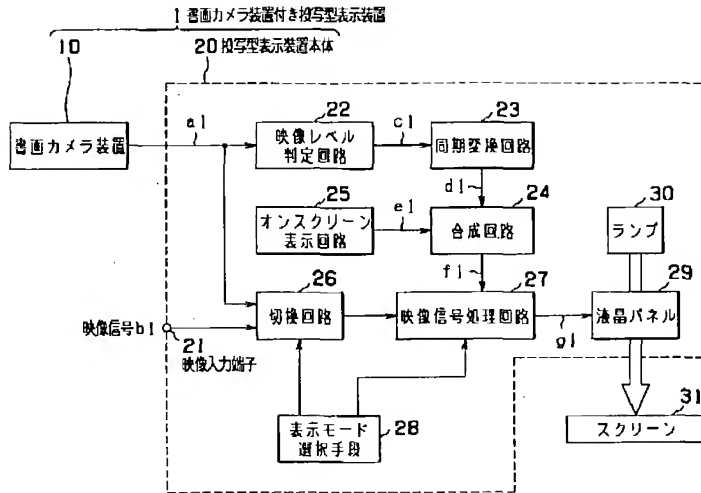 1 書画カメラ装置付き投写型表示装置
10
20 投写型表示装置本体
書画カメラ装置
a1
22
映像レベル
判定回路
c1
23
同期変換回路
d1
25
オンスクリーン
表示回路
e1
24
合成回路
f1
30
ランプ
26
切換回路
27
映像信号処理回路
g1
29
液晶パネル
映像信号b1
21
映像入力端子
28
表示モード
選択手段
31
スクリーン